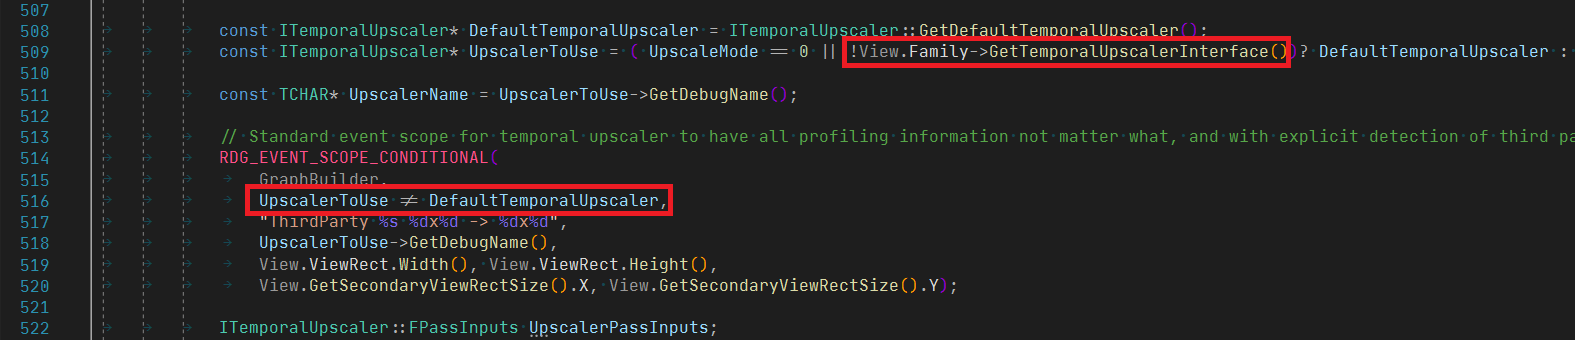 507
508 const ITemporalUpscaler* DefaultTemporalUpscaler = ITemporalUpscaler::GetDefaultTemporalUpscaler();
509 const ITemporalUpscaler* UpscalerToUse = ( UpscaleMode == 0 || !View.Family->GetTemporalUpscalerInterface())? DefaultTemporalUpscaler :
510
511 const TCHAR* UpscalerName = UpscalerToUse->GetDebugName();
512
513 // Standard event scope for temporal upscaler to have all profiling information not matter what, and with explicit detection of third pa
514 RDG_EVENT_SCOPE_CONDITIONAL(
515 GraphBuilder,
516 UpscalerToUse != DefaultTemporalUpscaler,
517 "ThirdParty %s %dx%d -> %dx%d",
518 UpscalerToUse->GetDebugName(),
519 View.ViewRect.Width(), View.ViewRect.Height(),
520 View.GetSecondaryViewRectSize().X, View.GetSecondaryViewRectSize().Y);
521
522 ITemporalUpscaler::FPassInputs UpscalerPassInputs;